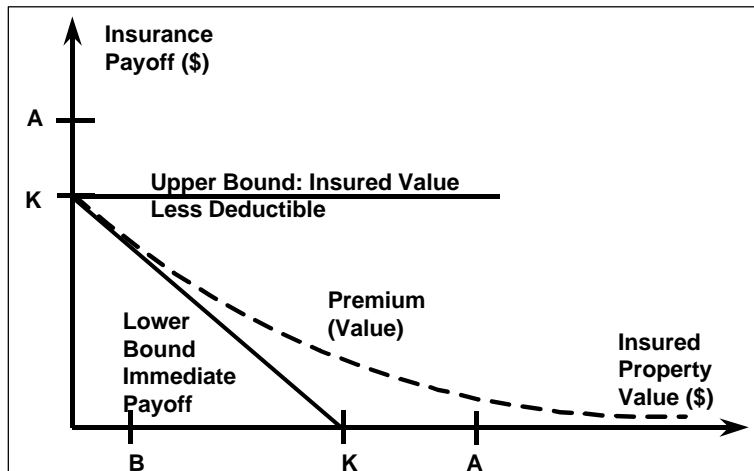 Insurance
Payoff ($)
A
K
Upper Bound: Insured Value
Less Deductible
Premium
(Value)
Lower
Bound
Immediate
Payoff
Insured
Property
Value ($)
B
K
A